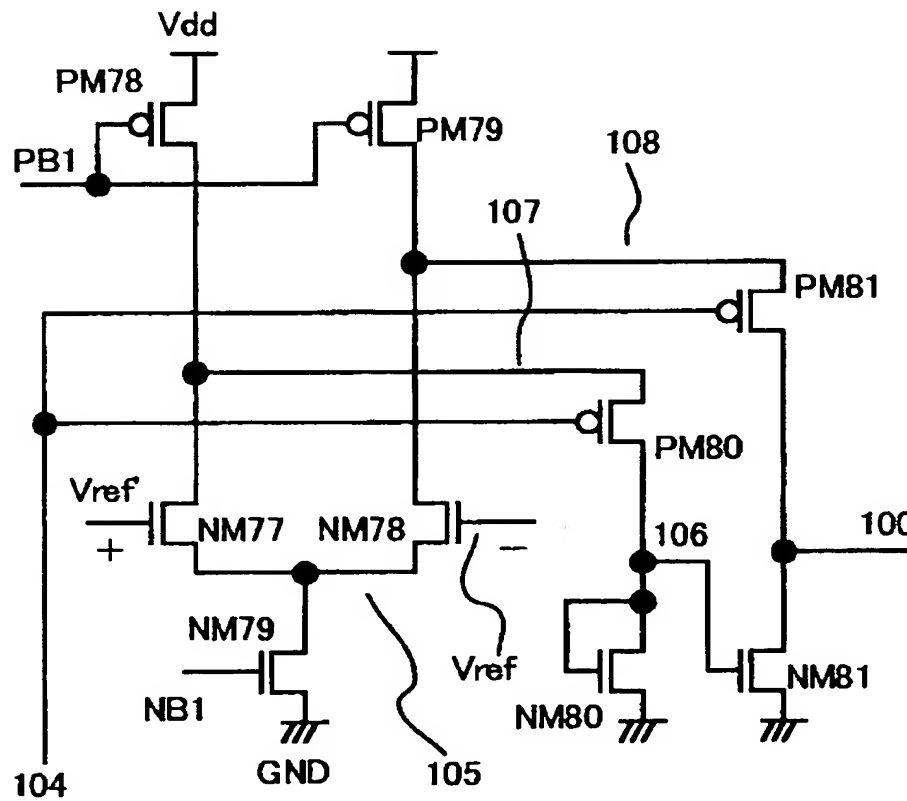 Vdd
PM78
PM79
PB1
108
107
PM81
PM80
Vref'
NM77
NM78
+
−
106
100
NM79
Vref
NB1
NM80
NM81
GND
105
104